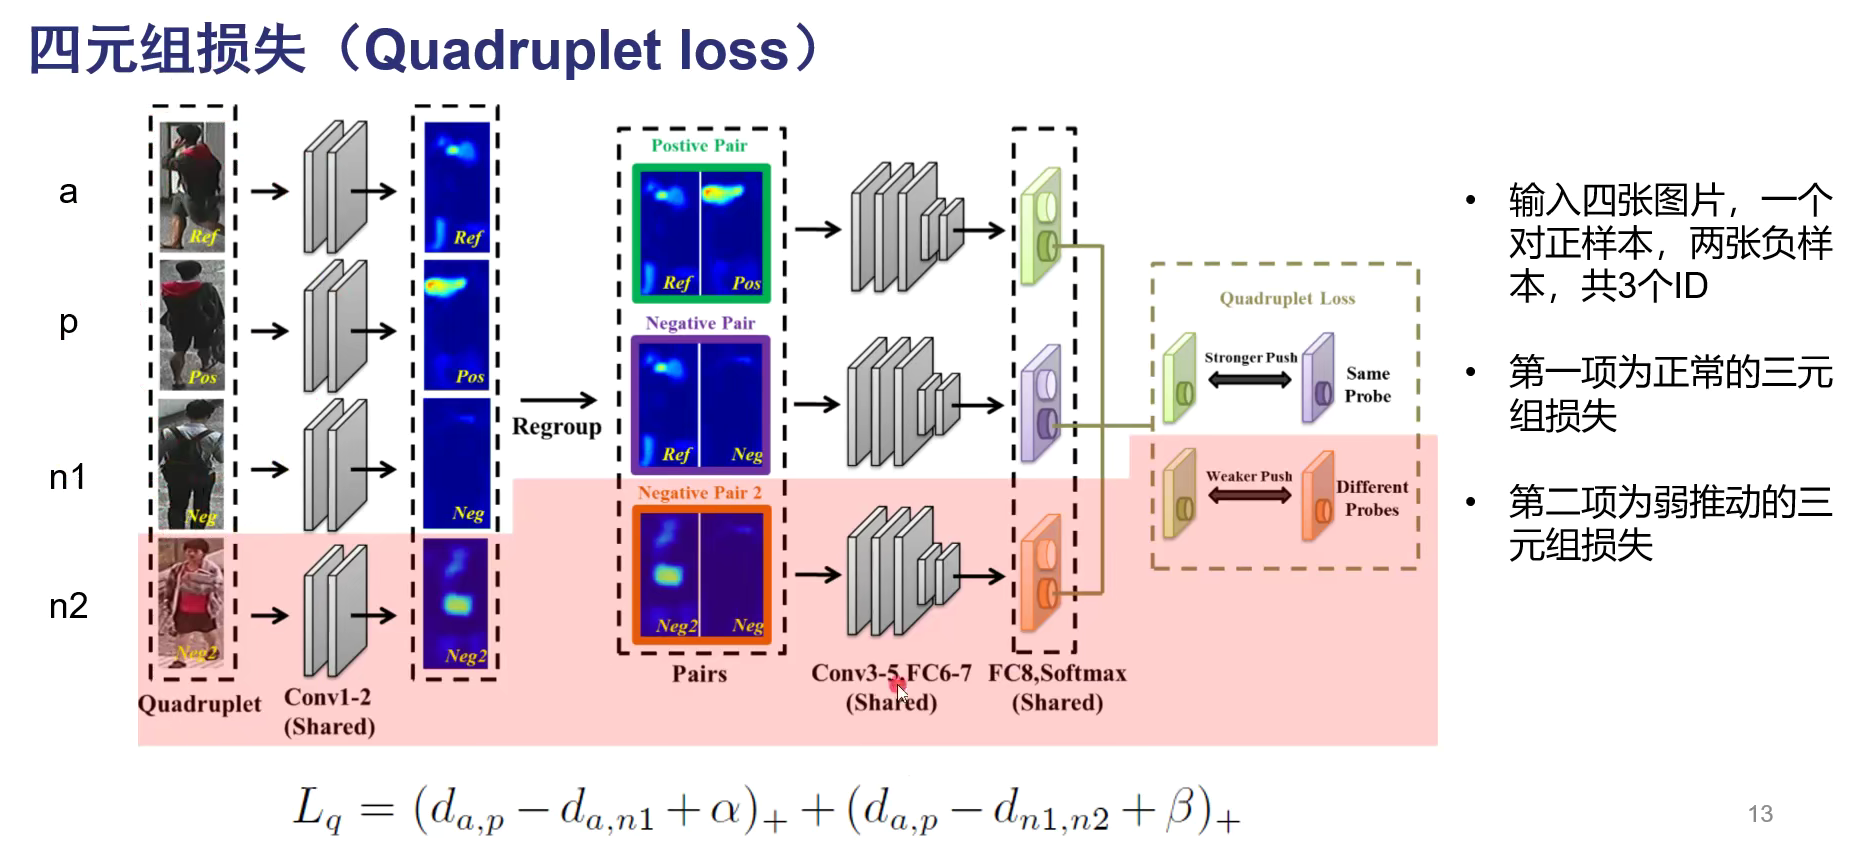 四元组损失（Quadruplet loss）
a
Ref
Ref
p
Pos
Pos
n1
Neg
Neg
n2
Neg2
Neg2
Quadruplet
Conv1-2
(Shared)
Regroup
Postive Pair
Ref
Pos
Negative Pair
Ref
Neg
Negative Pair 2
Neg2
Neg
Pairs
Conv3-5,FC6-7
(Shared)
FC8,Softmax
(Shared)
Quadruplet Loss
Stronger Push
Same
Probe
Weaker Push
Different
Probes
• 输入四张图片，一个
对正样本，两张负样
本，共3个ID
• 第一项为正常的三元
组损失
• 第二项为弱推动的三
元组损失
L_q = (d_{a,p} − d_{a,n1} + α)_+ + (d_{a,p} − d_{n1,n2} + β)_+
13